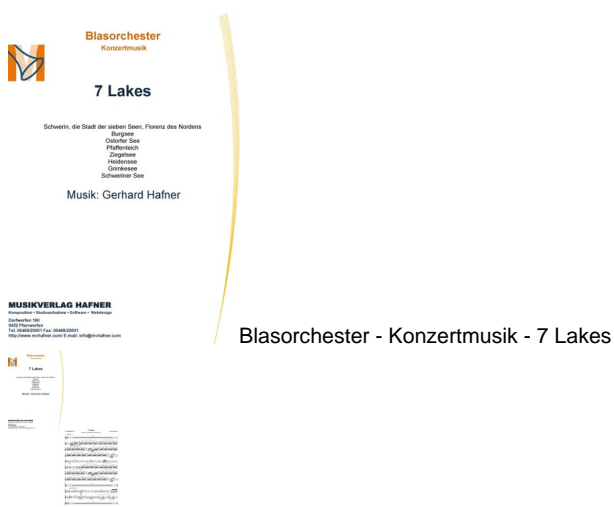 Blasorchester
Konzertmusik
7 Lakes
Schwerin, die Stadt der sieben Seen, Florenz des Nordens
Burgsee
Ostorfer See
Pfaffenteich
Ziegelsee
Heidensee
Grimkesee
Schweriner See
Musik: Gerhard Hafner
MUSIKVERLAG HAFNER
Komposition • Studioaufnahme • Software • Webdesign
Dorfwerfen 180
5452 Pfarrwerfen
Tel. 06468/20001 Fax: 06468/20001
http://www.mvhafner.com/ E-mail: info@mvhafner.com
Blasorchester - Konzertmusik - 7 Lakes
Blasorchester
7 Lakes
Musik: Gerhard Hafner
MUSIKVERLAG HAFNER